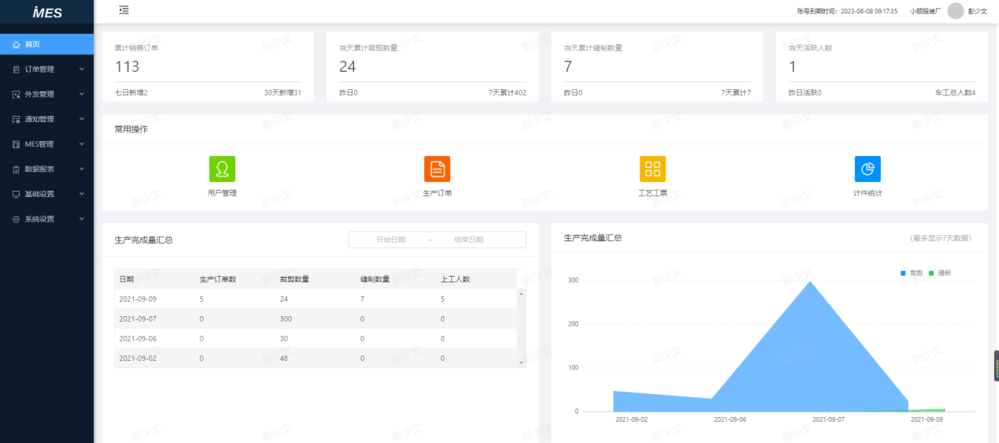 iMES
账号到期时间：2023-06-08 09:17:35 小顾服装厂 彭少文
首页
订单管理
外发管理
通知管理
MES管理
数据报表
基础设置
系统设置
累计销售订单
113
七日新增2 30天新增31
当天累计裁剪数量
24
昨日0 7天累计402
当天累计缝制数量
7
昨日0 7天累计7
当天活跃人数
1
昨日活跃0 车工总人数4
常用操作
用户管理 生产订单 工艺工票 计件统计
生产完成量汇总 开始日期 ~ 结束日期
日期 生产订单数 裁剪数量 缝制数量 上工人数
2021-09-09 5 24 7 5
2021-09-07 0 300 0 0
2021-09-06 0 30 0 0
2021-09-02 0 48 0 0
生产完成量汇总 (最多显示7天数据)
裁剪 缝制
300
200
100
0
2021-09-02 2021-09-06 2021-09-07 2021-09-09
彭少文